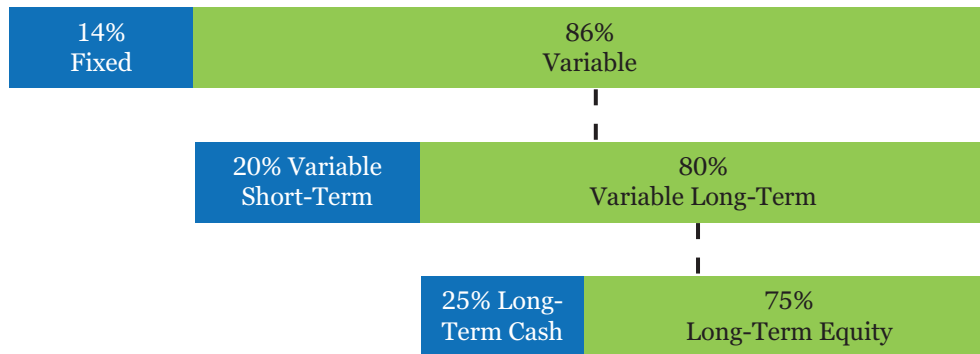 14%
Fixed
86%
Variable
20% Variable
Short-Term
80%
Variable Long-Term
25% Long-
Term Cash
75%
Long-Term Equity